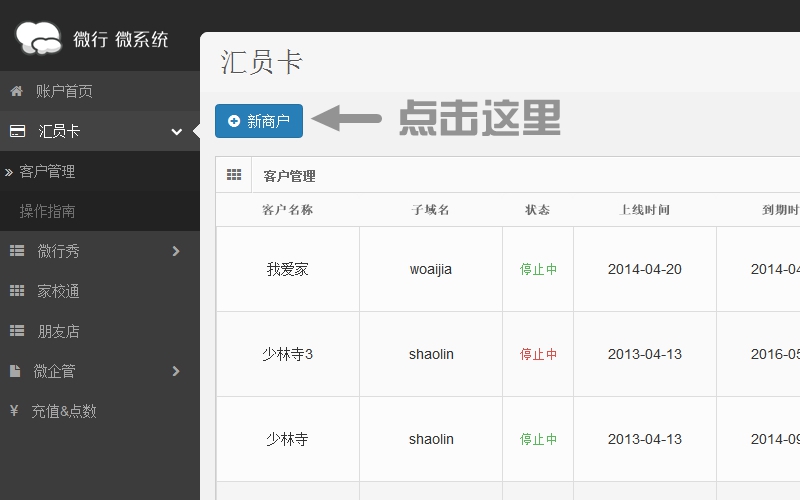 微行 微系统
账户首页
汇员卡
客户管理
操作指南
微行秀
家校通
朋友店
微企管
¥ 充值&点数
汇员卡
新商户
点击这里
客户管理
客户名称 子域名 状态 上线时间 到期时
我爱家 woaijia 停止中 2014-04-20 2014-04
少林寺3 shaolin 停止中 2013-04-13 2016-05
少林寺 shaolin 停止中 2013-04-13 2014-09